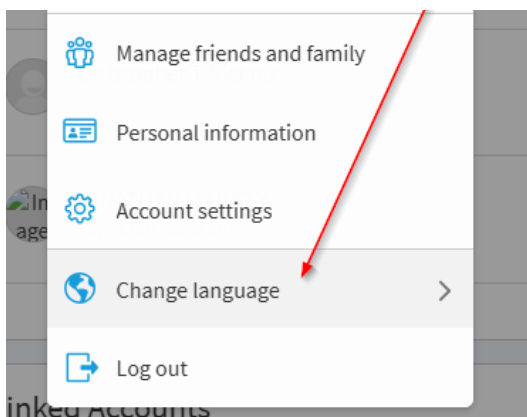 Manage friends and family
Personal information
Account settings
Change language
Log out
inked Accounts